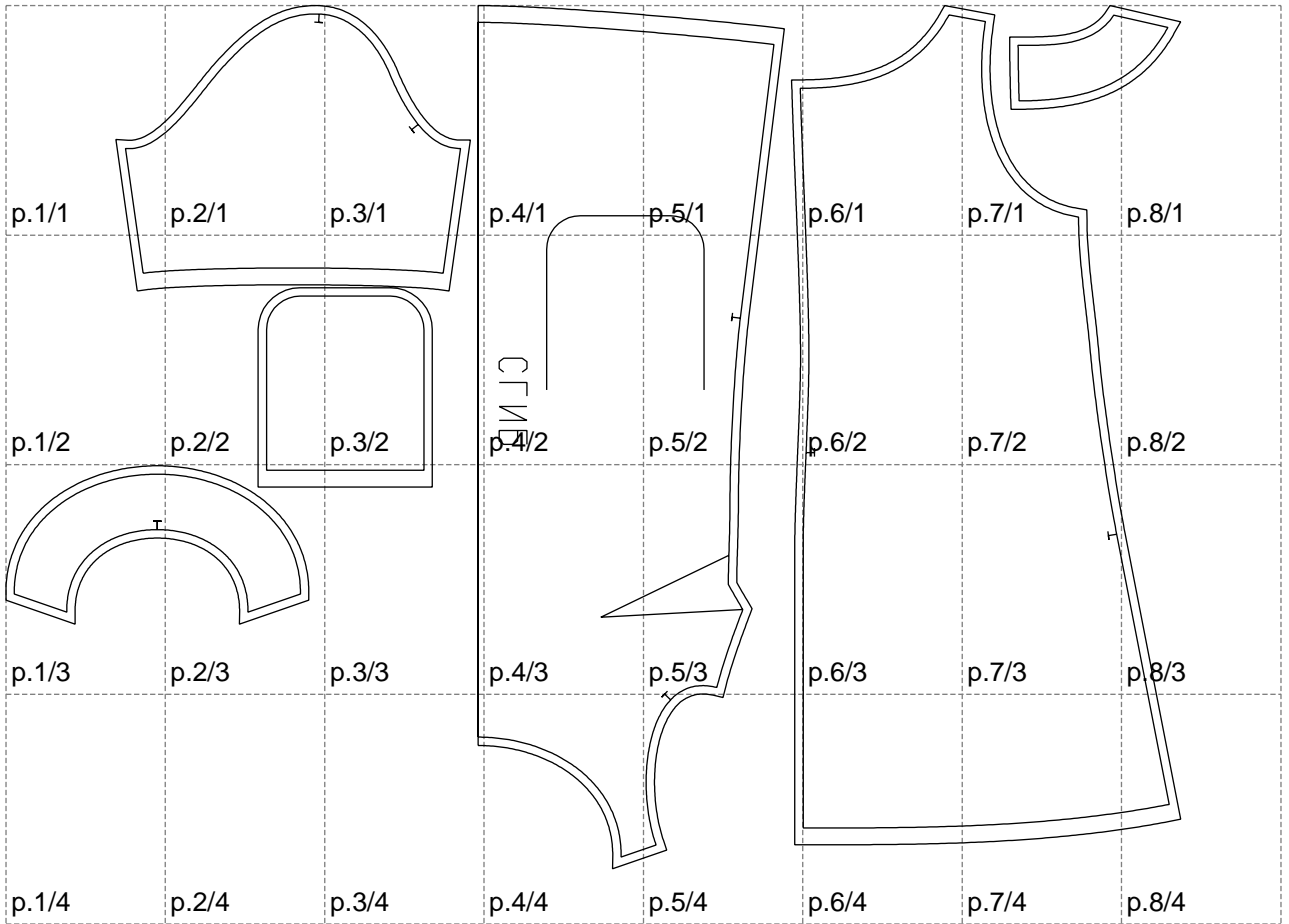 p.1/1 p.2/1 p.3/1 p.4/1 p.5/1 p.6/1 p.7/1 p.8/1
СГИБ
p.1/2 p.2/2 p.3/2 p.4/2 p.5/2 p.6/2 p.7/2 p.8/2
p.1/3 p.2/3 p.3/3 p.4/3 p.5/3 p.6/3 p.7/3 p.8/3
p.1/4 p.2/4 p.3/4 p.4/4 p.5/4 p.6/4 p.7/4 p.8/4